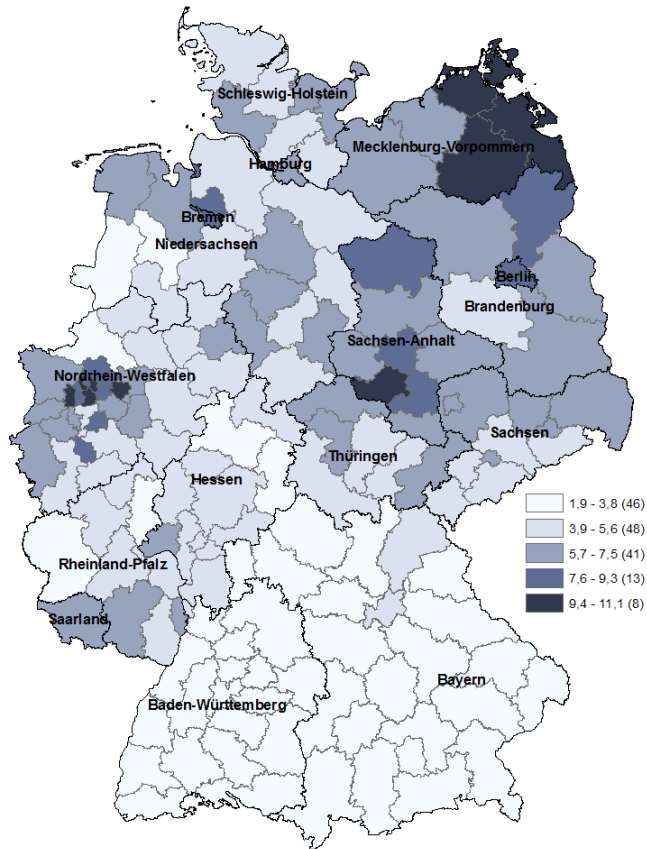 Schleswig-Holstein
Mecklenburg-Vorpommern
Hamburg
Bremen
Niedersachsen
Berlin
Brandenburg
Sachsen-Anhalt
Nordrhein-Westfalen
Sachsen
Thüringen
Hessen
1,9 - 3,8 (46)
3,9 - 5,6 (48)
5,7 - 7,5 (41)
7,6 - 9,3 (13)
9,4 - 11,1 (8)
Rheinland-Pfalz
Saarland
Bayern
Baden-Württemberg